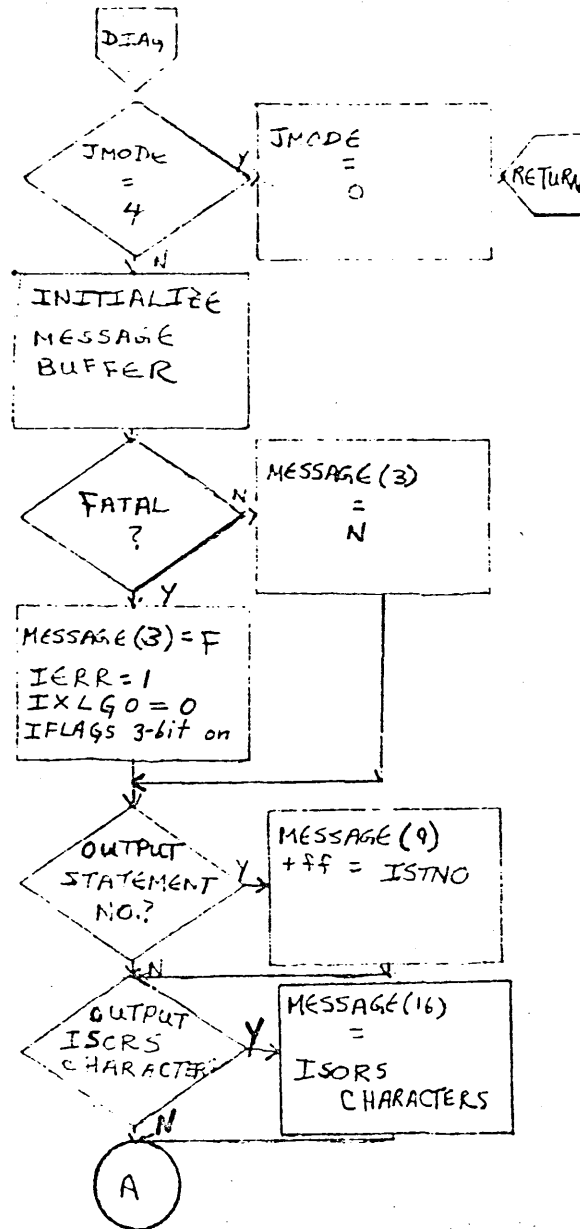 DIAG
JMODE
=
4
Y
JMODE
=
0
RETURN
N
INITIALIZE
MESSAGE
BUFFER
FATAL
?
N
MESSAGE(3)
=
N
Y
MESSAGE(3)=F
IERR=1
IXLGO=0
IFLAGS 3-bit on
OUTPUT
STATEMENT
NO.?
Y
MESSAGE(9)
+ff = ISTNO
N
OUTPUT
ISCRS
CHARACTERS
Y
MESSAGE(16)
=
ISORS
CHARACTERS
N
A